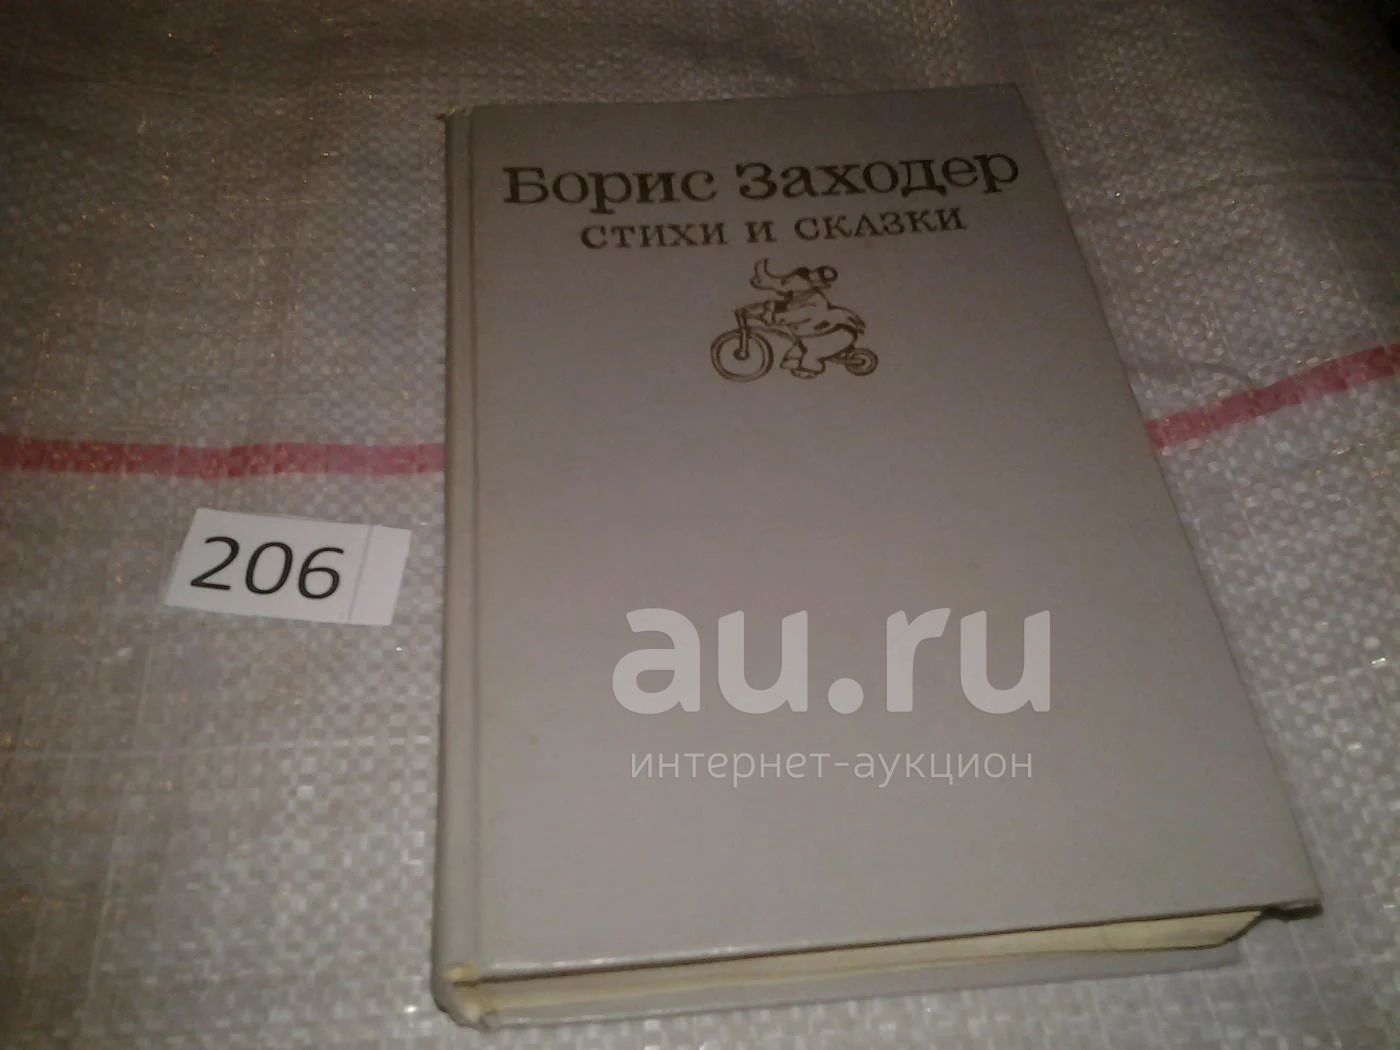 Борис Заходер
стихи и сказки
206
au.ru
интернет-аукцион